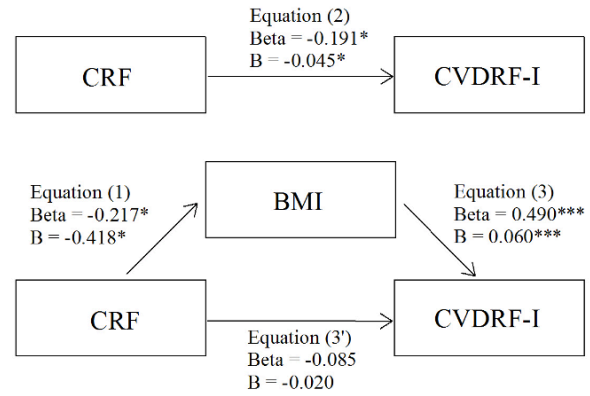 Equation (2)
Beta = -0.191*
B = -0.045*
CRF
CVDRF-I
BMI
Equation (1)
Beta = -0.217*
B = -0.418*
Equation (3)
Beta = 0.490***
B = 0.060***
CRF
CVDRF-I
Equation (3')
Beta = -0.085
B = -0.020